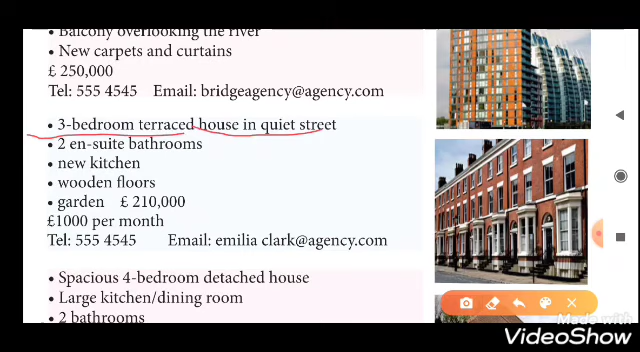 • Balcony overlooking the river
• New carpets and curtains
£ 250,000
Tel: 555 4545 Email: bridgeagency@agency.com
• 3-bedroom terraced house in quiet street
• 2 en-suite bathrooms
• new kitchen
• wooden floors
• garden £ 210,000
£1000 per month
Tel: 555 4545 Email: emilia clark@agency.com
• Spacious 4-bedroom detached house
• Large kitchen/dining room
• 2 bathrooms
Made with
VideoShow